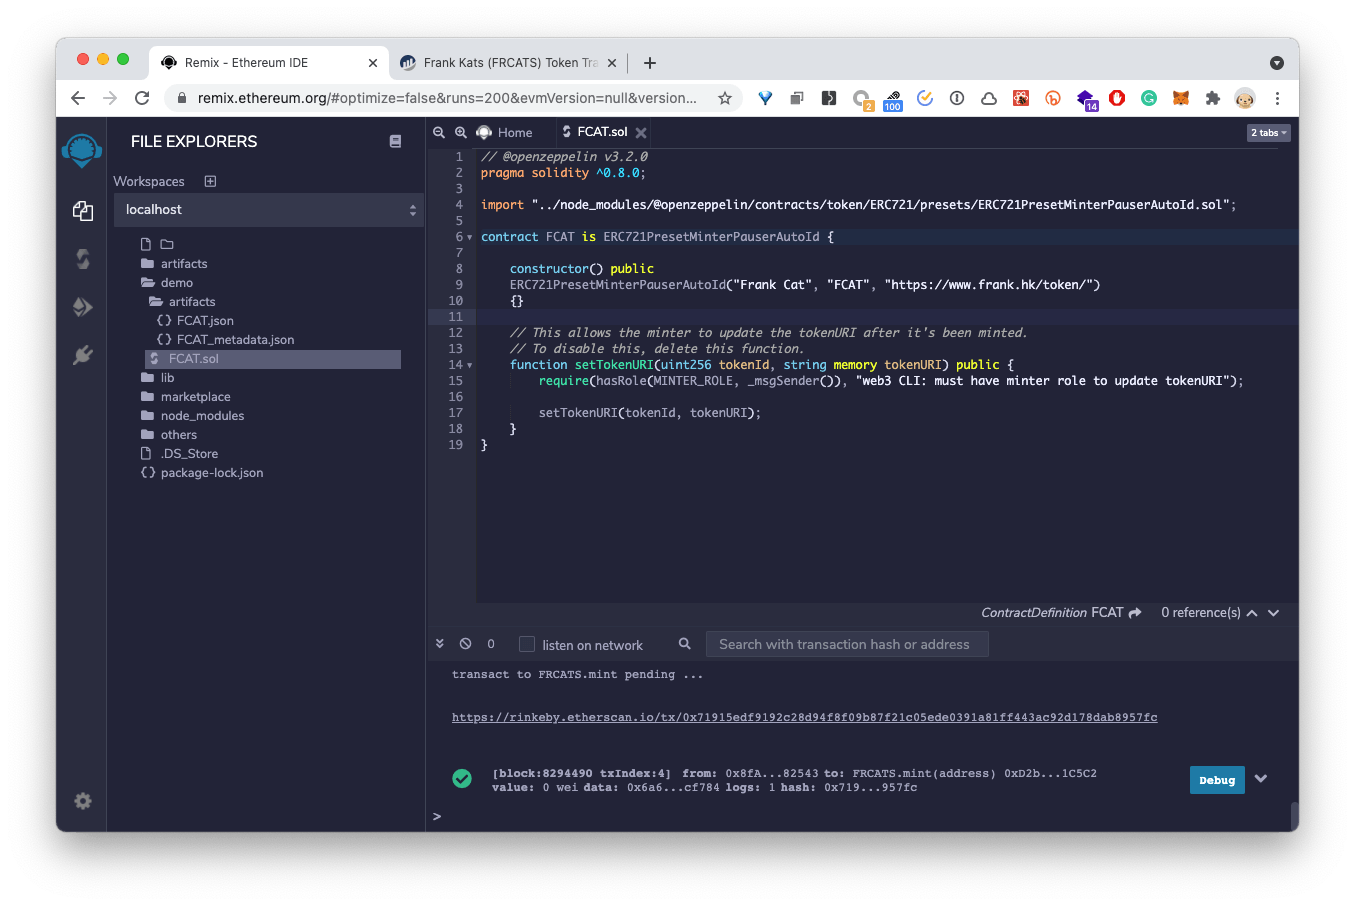 Remix - Ethereum IDE
Frank Kats (FRCATS) Token Tra
remix.ethereum.org/#optimize=false&runs=200&evmVersion=null&version...
2
100
14
FILE EXPLORERS
Workspaces
localhost
artifacts
demo
artifacts
FCAT.json
FCAT_metadata.json
FCAT.sol
lib
marketplace
node_modules
others
.DS_Store
package-lock.json
Home
FCAT.sol
2 tabs
1 // @openzeppelin v3.2.0
2 pragma solidity ^0.8.0;
3
4 import "../node_modules/@openzeppelin/contracts/token/ERC721/presets/ERC721PresetMinterPauserAutoId.sol";
5
6 contract FCAT is ERC721PresetMinterPauserAutoId {
7
8 constructor() public
9 ERC721PresetMinterPauserAutoId("Frank Cat", "FCAT", "https://www.frank.hk/token/")
10 {}
11
12 // This allows the minter to update the tokenURI after it's been minted.
13 // To disable this, delete this function.
14 function setTokenURI(uint256 tokenId, string memory tokenURI) public {
15 require(hasRole(MINTER_ROLE, _msgSender()), "web3 CLI: must have minter role to update tokenURI");
16
17 setTokenURI(tokenId, tokenURI);
18 }
19 }
ContractDefinition FCAT 0 reference(s)
0
listen on network
Search with transaction hash or address
transact to FRCATS.mint pending ...
https://rinkeby.etherscan.io/tx/0x71915edf9192c28d94f8f09b87f21c05ede0391a81ff443ac92d178dab8957fc
[block:8294490 txIndex:4] from: 0x8fA...82543 to: FRCATS.mint(address) 0xD2b...1C5C2
value: 0 wei data: 0x6a6...cf784 logs: 1 hash: 0x719...957fc
Debug
>